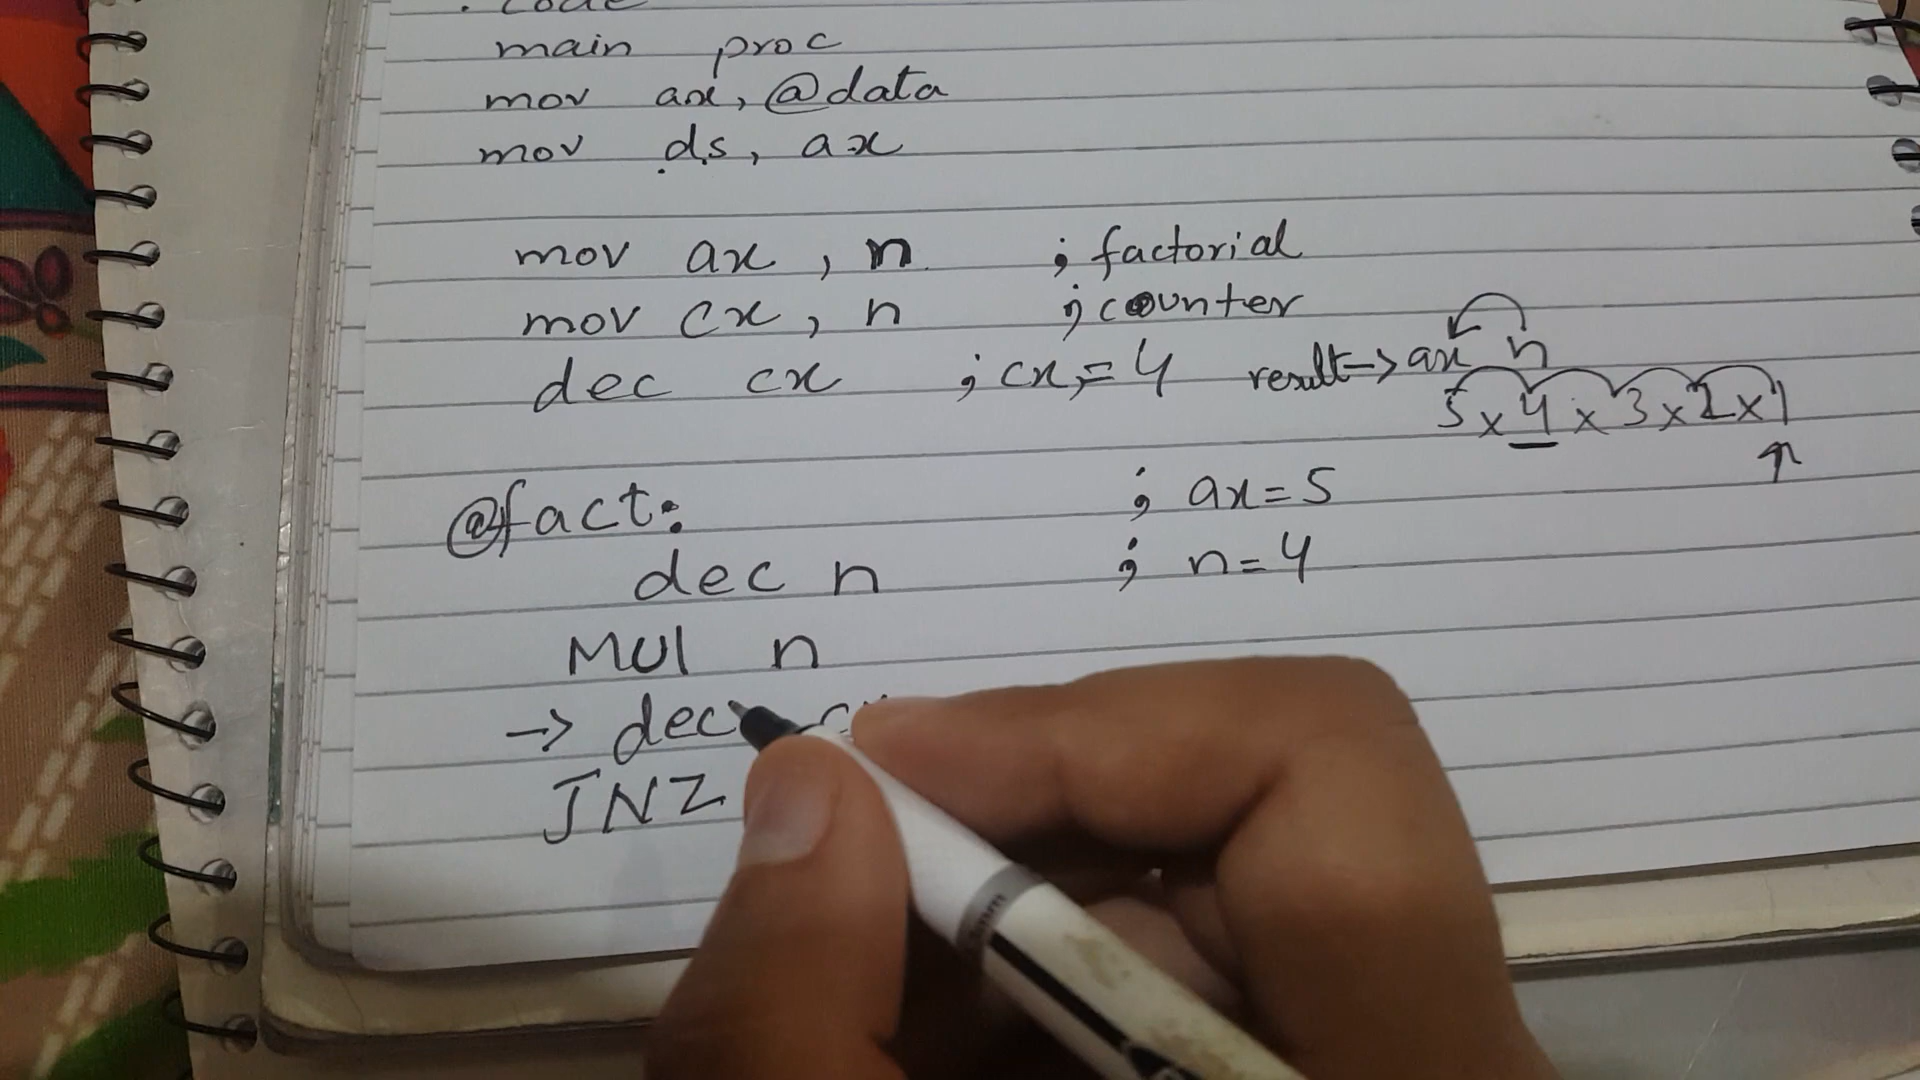 . code
main proc
mov ax, @data
mov ds, ax
mov ax, n ; factorial
mov cx, n ; counter
dec cx ; cx = 4 result -> ax n
5 x 4 x 3 x 2 x 1
@fact: ; ax = 5
dec n ; n = 4
MUl n
-> dec
JNZ